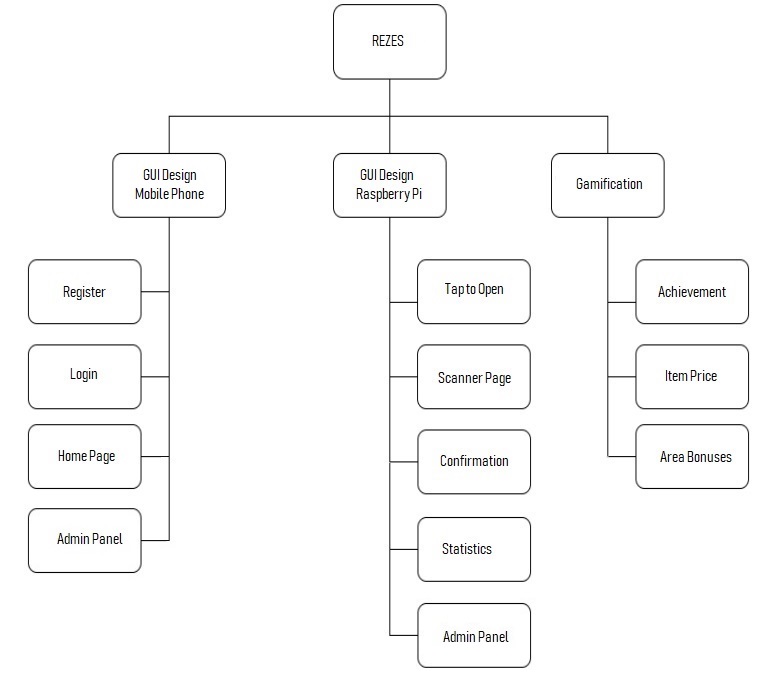 REZES
GUI Design
Mobile Phone
GUI Design
Raspberry Pi
Gamification
Register
Login
Home Page
Admin Panel
Tap to Open
Scanner Page
Confirmation
Statistics
Admin Panel
Achievement
Item Price
Area Bonuses